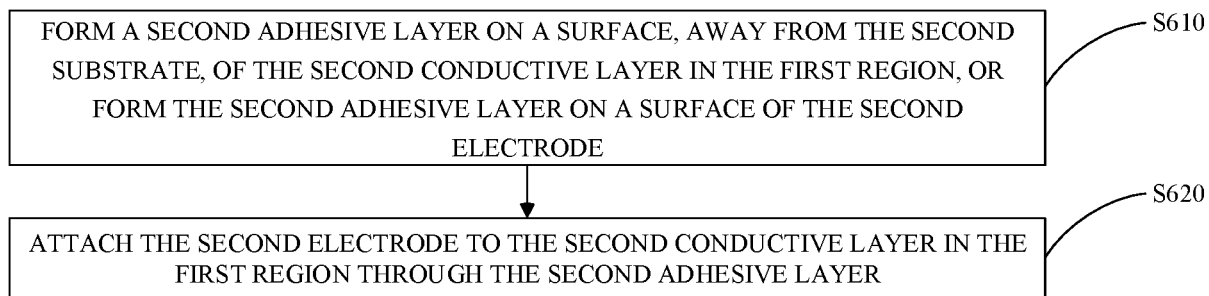 FORM A SECOND ADHESIVE LAYER ON A SURFACE, AWAY FROM THE SECOND
SUBSTRATE, OF THE SECOND CONDUCTIVE LAYER IN THE FIRST REGION, OR
FORM THE SECOND ADHESIVE LAYER ON A SURFACE OF THE SECOND
ELECTRODE
S610
ATTACH THE SECOND ELECTRODE TO THE SECOND CONDUCTIVE LAYER IN THE
FIRST REGION THROUGH THE SECOND ADHESIVE LAYER
S620